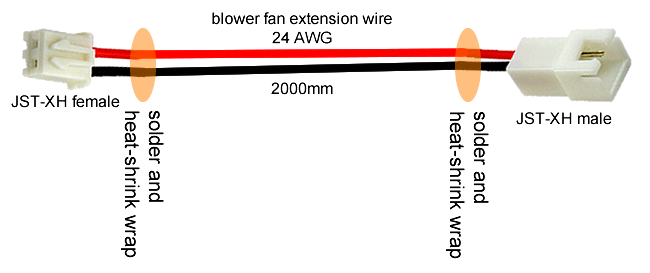 blower fan extension wire
24 AWG
2000mm
JST-XH female
JST-XH male
solder and
heat-shrink wrap
solder and
heat-shrink wrap